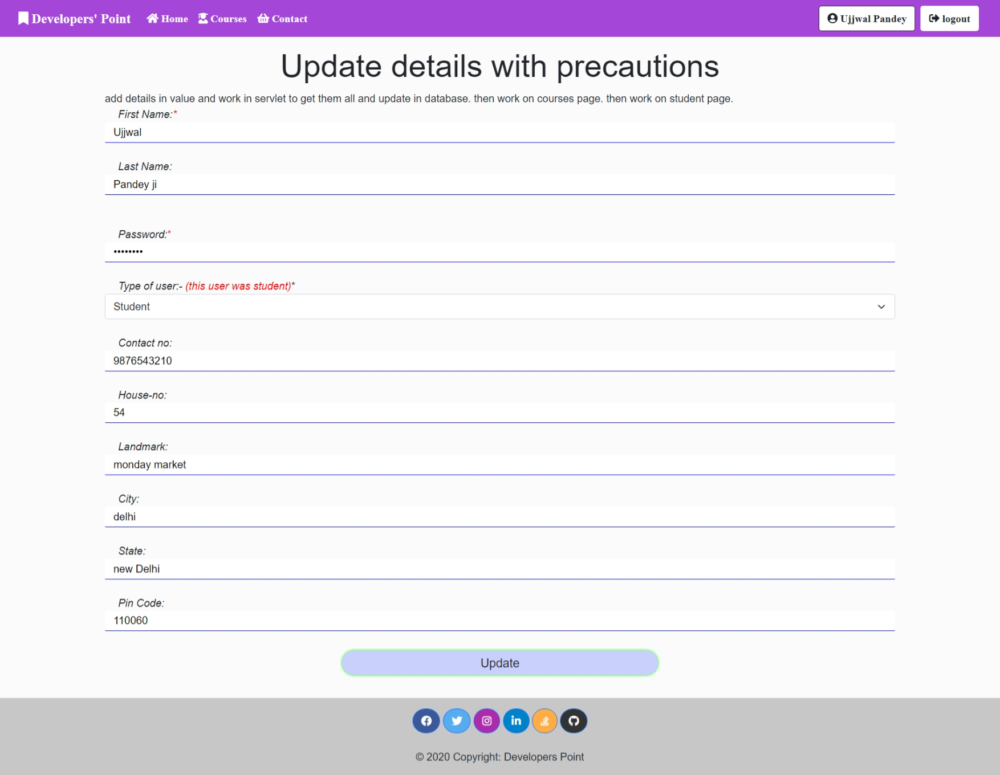 Developers' Point Home Courses Contact Ujjwal Pandey logout
Update details with precautions
add details in value and work in servlet to get them all and update in database. then work on courses page. then work on student page.
First Name:*
Ujjwal
Last Name:
Pandey ji
Password:*
••••••••
Type of user:- (this user was student)*
Student
Contact no:
9876543210
House-no:
54
Landmark:
monday market
City:
delhi
State:
new Delhi
Pin Code:
110060
Update
© 2020 Copyright: Developers Point